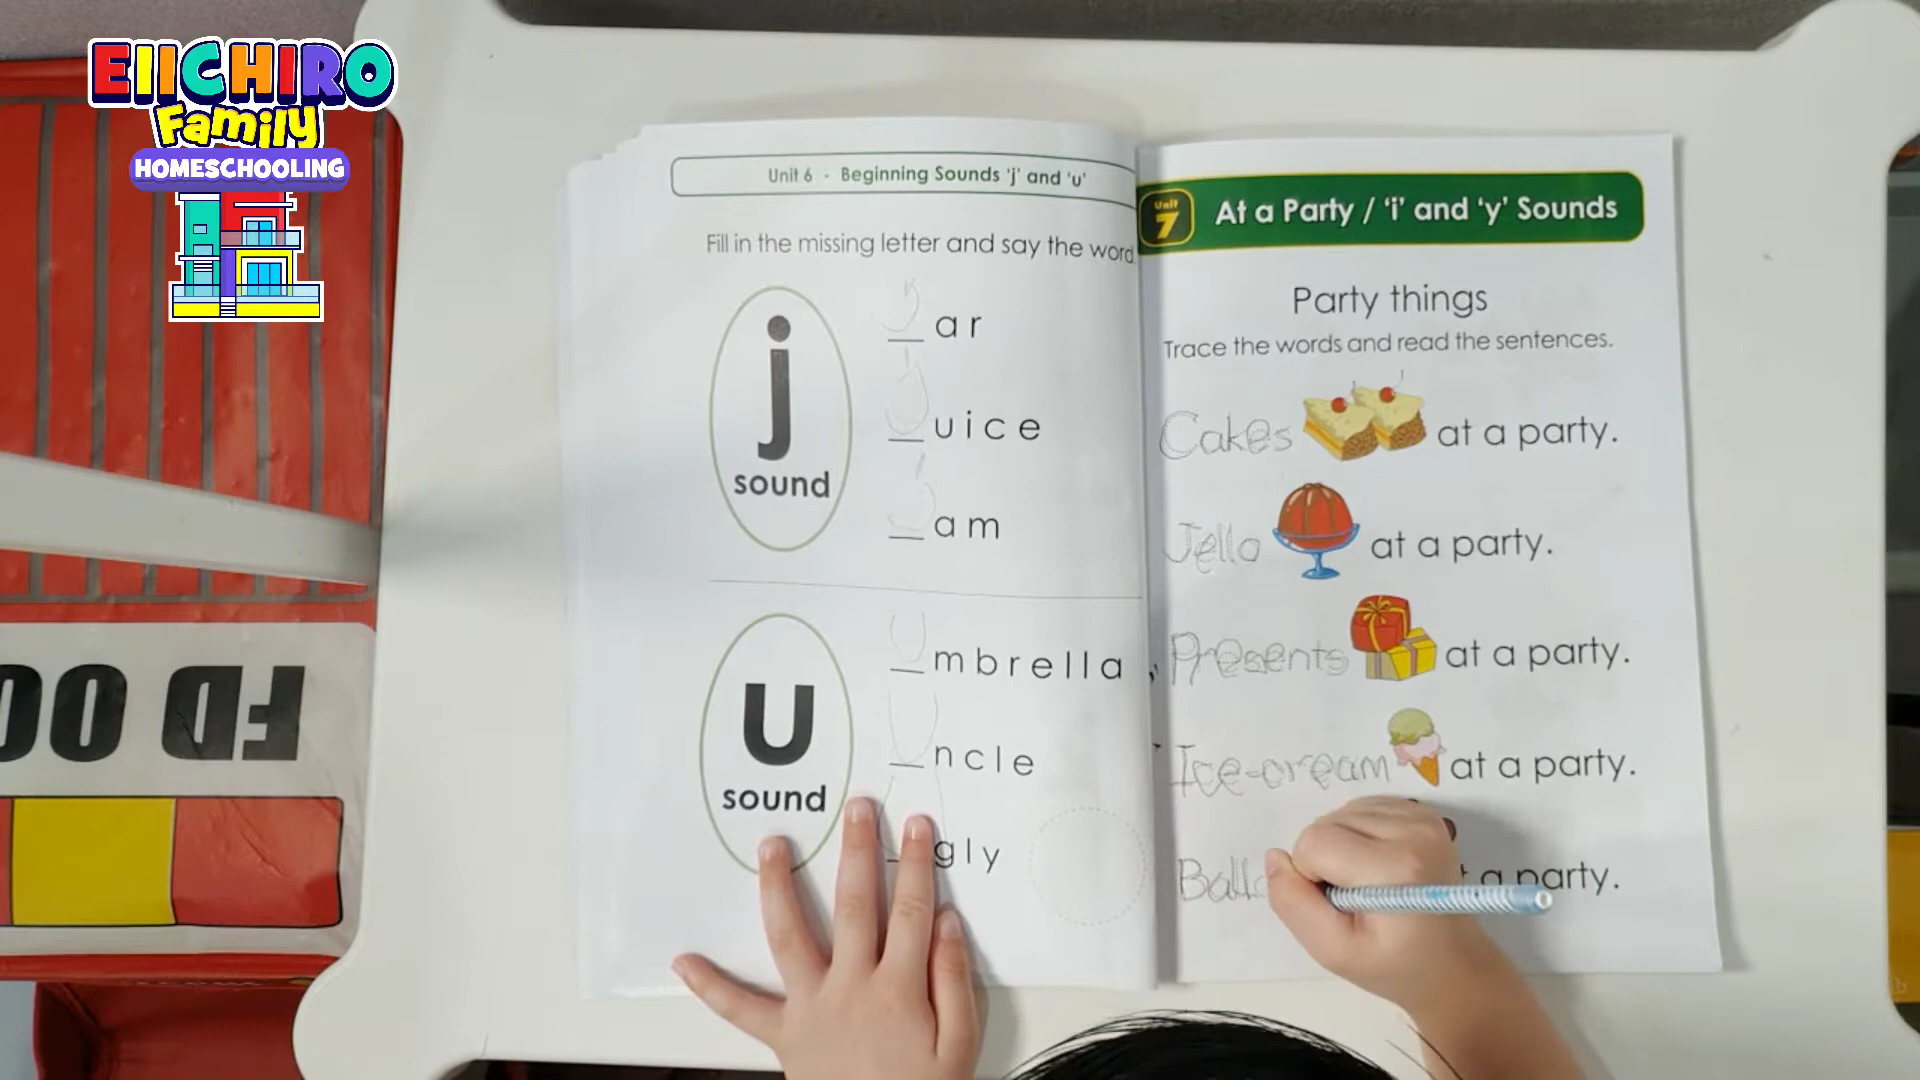 EIICHIRO
Family
HOMESCHOOLING
Unit 6 - Beginning Sounds 'j' and 'u'
Fill in the missing letter and say the word.
j
sound
j ar
j uice
j am
u
sound
u mbrella
u ncle
u gly
Unit 7
At a Party / 'i' and 'y' Sounds
Party things
Trace the words and read the sentences.
Cakes at a party.
Jello at a party.
Presents at a party.
Ice-cream at a party.
a party.
FD 00